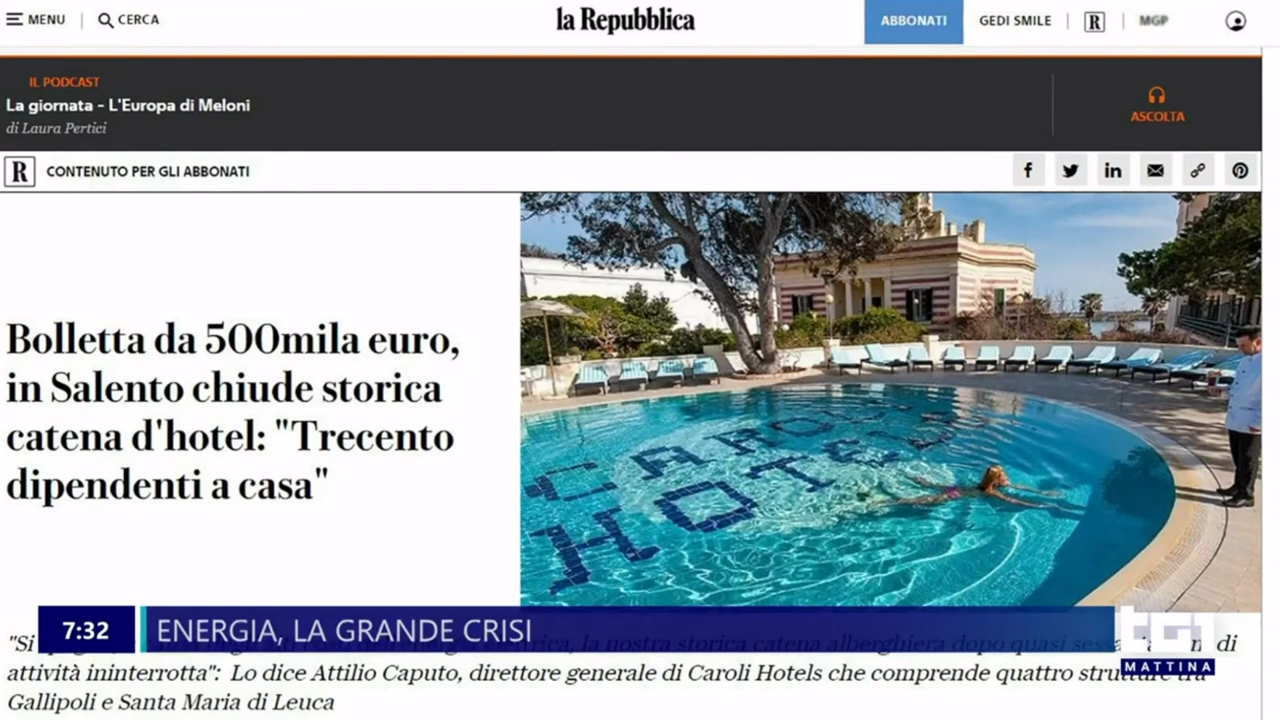 MENU
CERCA
la Repubblica
ABBONATI
GEDI SMILE
R
MGP
IL PODCAST
La giornata - L'Europa di Meloni
di Laura Pertici
ASCOLTA
R CONTENUTO PER GLI ABBONATI
Bolletta da 500mila euro,
in Salento chiude storica
catena d'hotel: "Trecento
dipendenti a casa"
CAROLI
HOTELS
7:32
ENERGIA, LA GRANDE CRISI
"Si la nostra storica catena alberghiera dopo quasi di
attività ininterrotta": Lo dice Attilio Caputo, direttore generale di Caroli Hotels che comprende quattro strutture tra
Gallipoli e Santa Maria di Leuca
tg1
MATTINA